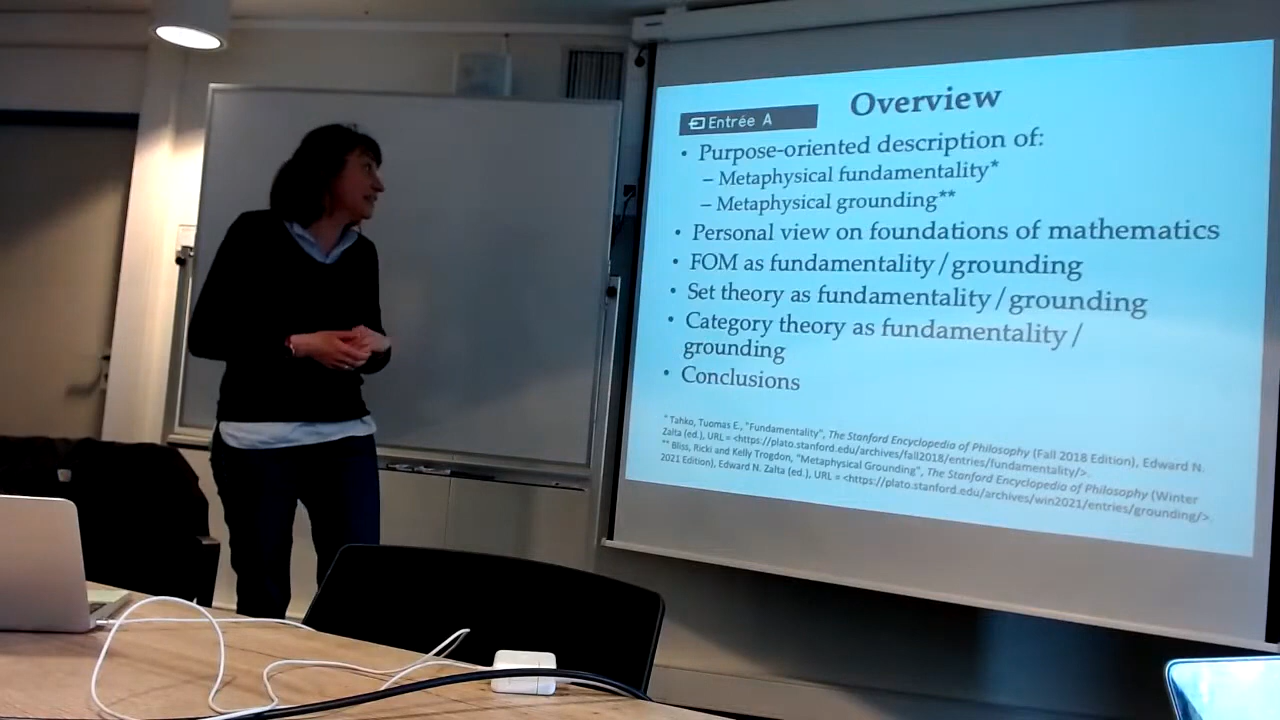 Overview
Entrée A
• Purpose-oriented description of:
– Metaphysical fundamentality*
– Metaphysical grounding**
• Personal view on foundations of mathematics
• FOM as fundamentality/grounding
• Set theory as fundamentality/grounding
• Category theory as fundamentality/
grounding
• Conclusions
* Tahko, Tuomas E., "Fundamentality", The Stanford Encyclopedia of Philosophy (Fall 2018 Edition), Edward N.
Zalta (ed.), URL = <https://plato.stanford.edu/archives/fall2018/entries/fundamentality/>.
** Bliss, Ricki and Kelly Trogdon, "Metaphysical Grounding", The Stanford Encyclopedia of Philosophy (Winter
2021 Edition), Edward N. Zalta (ed.), URL = <https://plato.stanford.edu/archives/win2021/entries/grounding/>.